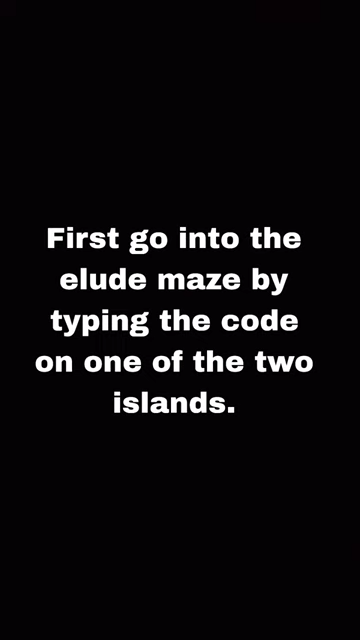 First go into the
elude maze by
typing the code
on one of the two
islands.